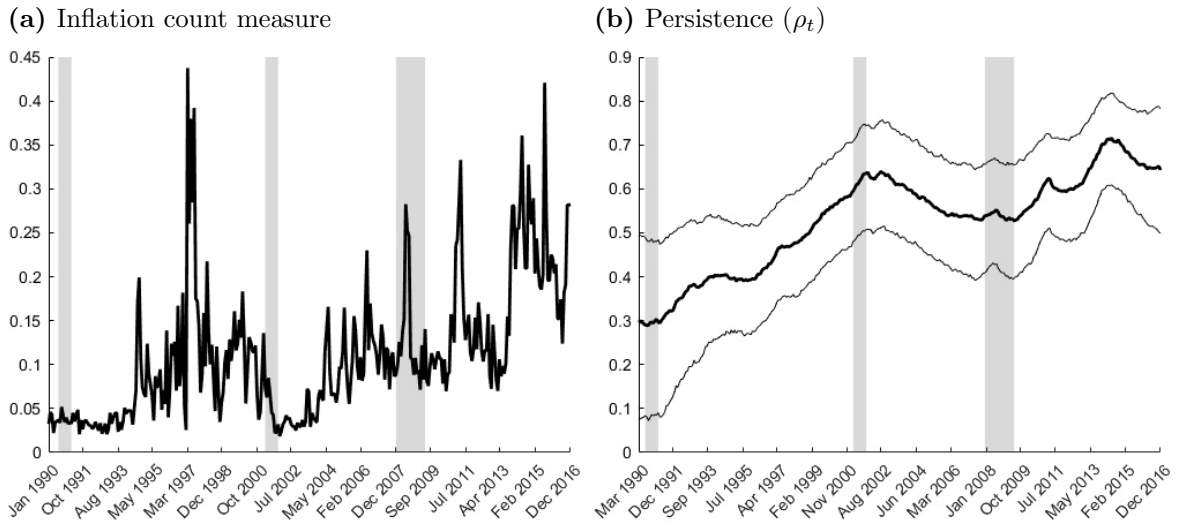 (a) Inflation count measure
0.45
0.4
0.35
0.3
0.25
0.2
0.15
0.1
0.05
0
Jan 1990
Oct 1991
Aug 1993
May 1995
Mar 1997
Dec 1998
Oct 2000
Jul 2002
May 2004
Feb 2006
Dec 2007
Sep 2009
Jul 2011
Apr 2013
Feb 2015
Dec 2016
(b) Persistence (ρt)
0.9
0.8
0.7
0.6
0.5
0.4
0.3
0.2
0.1
0
Mar 1990
Dec 1991
Sep 1993
Jul 1995
Apr 1997
Feb 1999
Nov 2000
Aug 2002
Jun 2004
Mar 2006
Jan 2008
Oct 2009
Jul 2011
May 2013
Feb 2015
Dec 2016